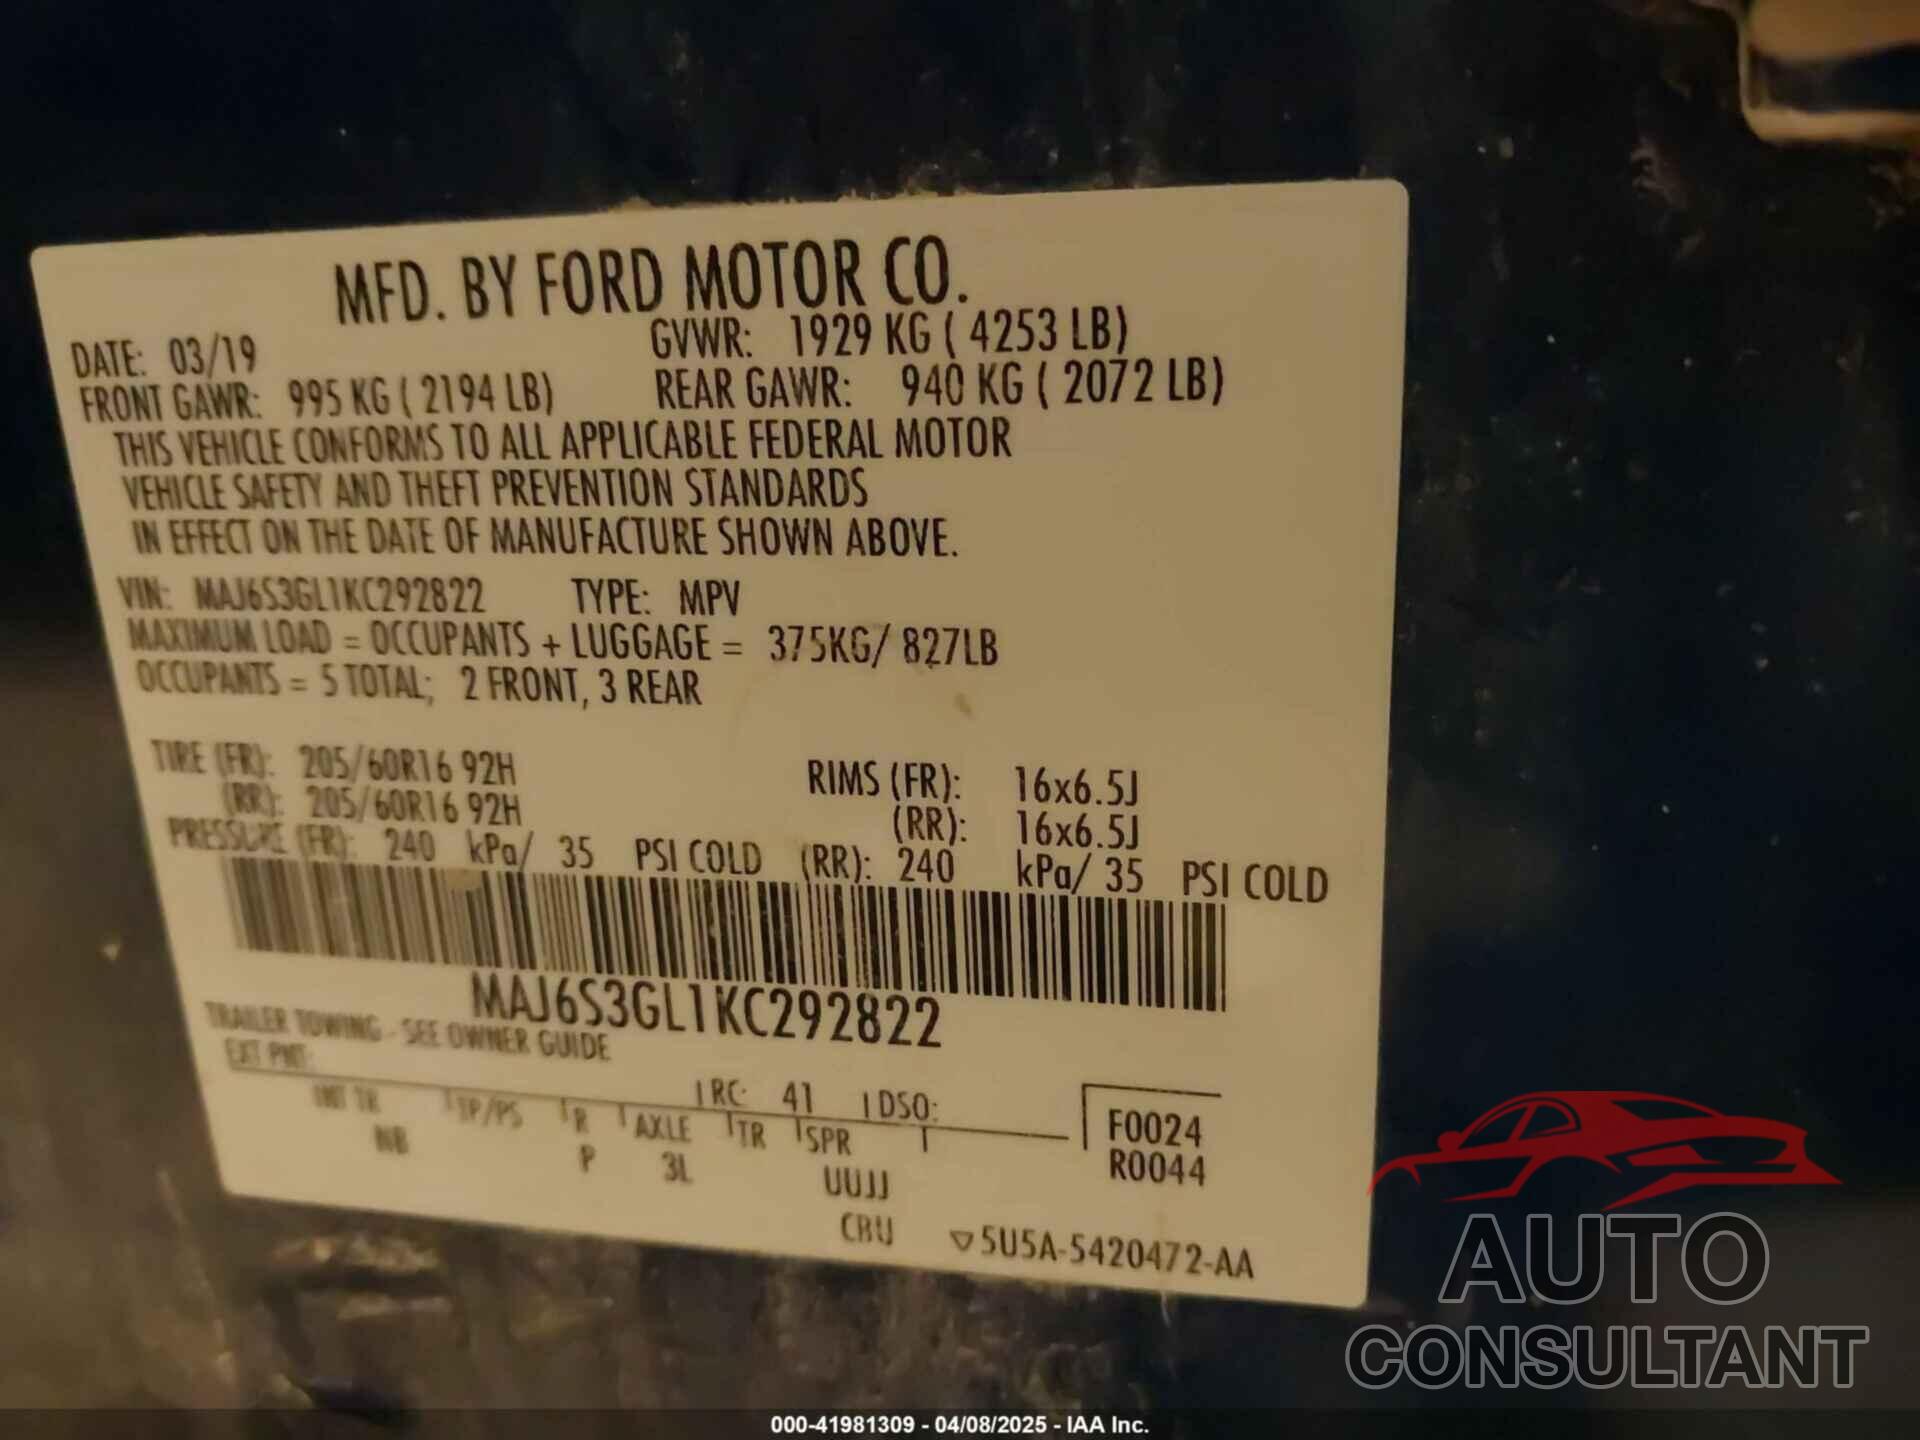 MFD. BY FORD MOTOR CO.
DATE: 03/19 GVWR: 1929 KG ( 4253 LB)
FRONT GAWR: 995 KG ( 2194 LB) REAR GAWR: 940 KG ( 2072 LB)
THIS VEHICLE CONFORMS TO ALL APPLICABLE FEDERAL MOTOR
VEHICLE SAFETY AND THEFT PREVENTION STANDARDS
IN EFFECT ON THE DATE OF MANUFACTURE SHOWN ABOVE.
VIN: MAJ6S3GL1KC292822 TYPE: MPV
MAXIMUM LOAD = OCCUPANTS + LUGGAGE = 375KG/ 827LB
OCCUPANTS = 5 TOTAL; 2 FRONT, 3 REAR
TIRE (FR): 205/60R16 92H RIMS (FR): 16x6.5J
(RR): 205/60R16 92H (RR): 16x6.5J
PRESSURE (FR): 240 kPa/ 35 PSI COLD (RR): 240 kPa/ 35 PSI COLD
MAJ6S3GL1KC292822
TRAILER TOWING - SEE OWNER GUIDE
EXT PNT: RC: 41 DSO:
INT TR TP/PS R AXLE TR SPR F0024
NB P 3L UUJJ R0044
CBU 5U5A-5420472-AA
AUTO
CONSULTANT
000-41981309 - 04/08/2025 - IAA Inc.